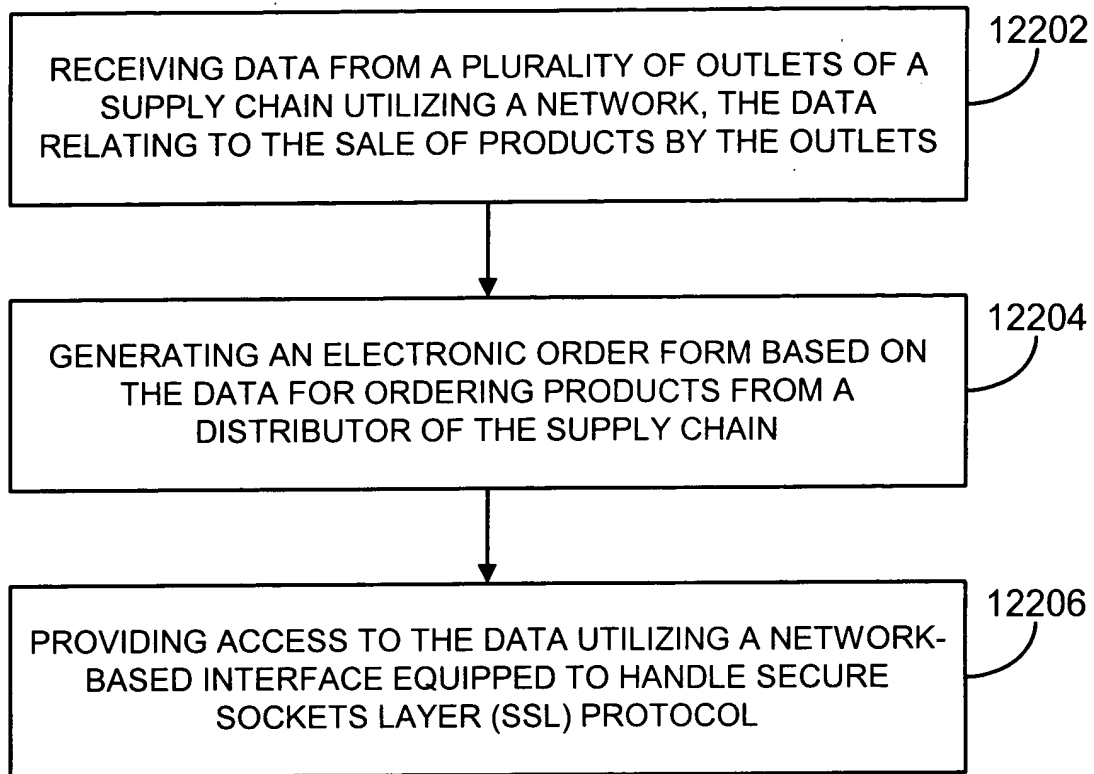 12202
RECEIVING DATA FROM A PLURALITY OF OUTLETS OF A
SUPPLY CHAIN UTILIZING A NETWORK, THE DATA
RELATING TO THE SALE OF PRODUCTS BY THE OUTLETS
12204
GENERATING AN ELECTRONIC ORDER FORM BASED ON
THE DATA FOR ORDERING PRODUCTS FROM A
DISTRIBUTOR OF THE SUPPLY CHAIN
12206
PROVIDING ACCESS TO THE DATA UTILIZING A NETWORK-
BASED INTERFACE EQUIPPED TO HANDLE SECURE
SOCKETS LAYER (SSL) PROTOCOL